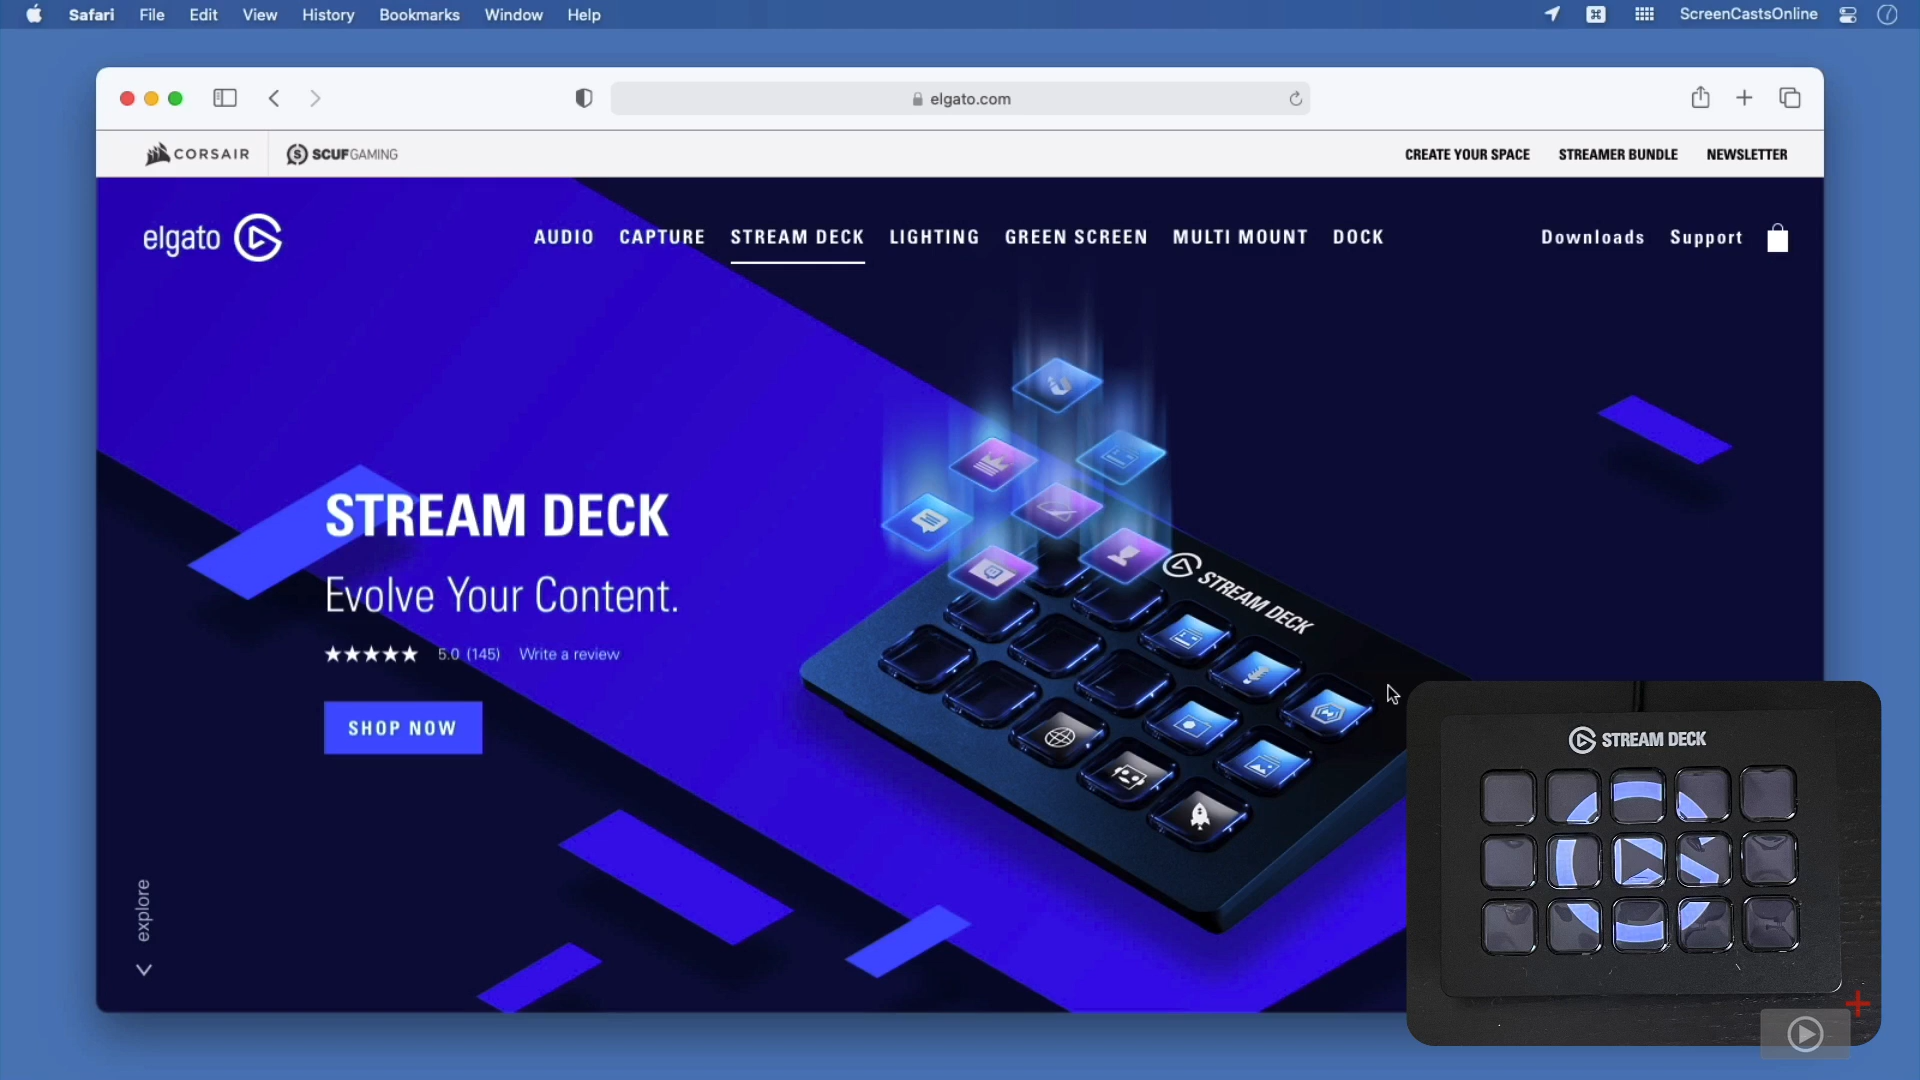 Safari File Edit View History Bookmarks Window Help ScreenCastsOnline
elgato.com
CORSAIR SCUFGAMING CREATE YOUR SPACE STREAMER BUNDLE NEWSLETTER
elgato AUDIO CAPTURE STREAM DECK LIGHTING GREEN SCREEN MULTI MOUNT DOCK Downloads Support
STREAM DECK
Evolve Your Content.
5.0 (145) Write a review
SHOP NOW
explore
STREAM DECK
STREAM DECK